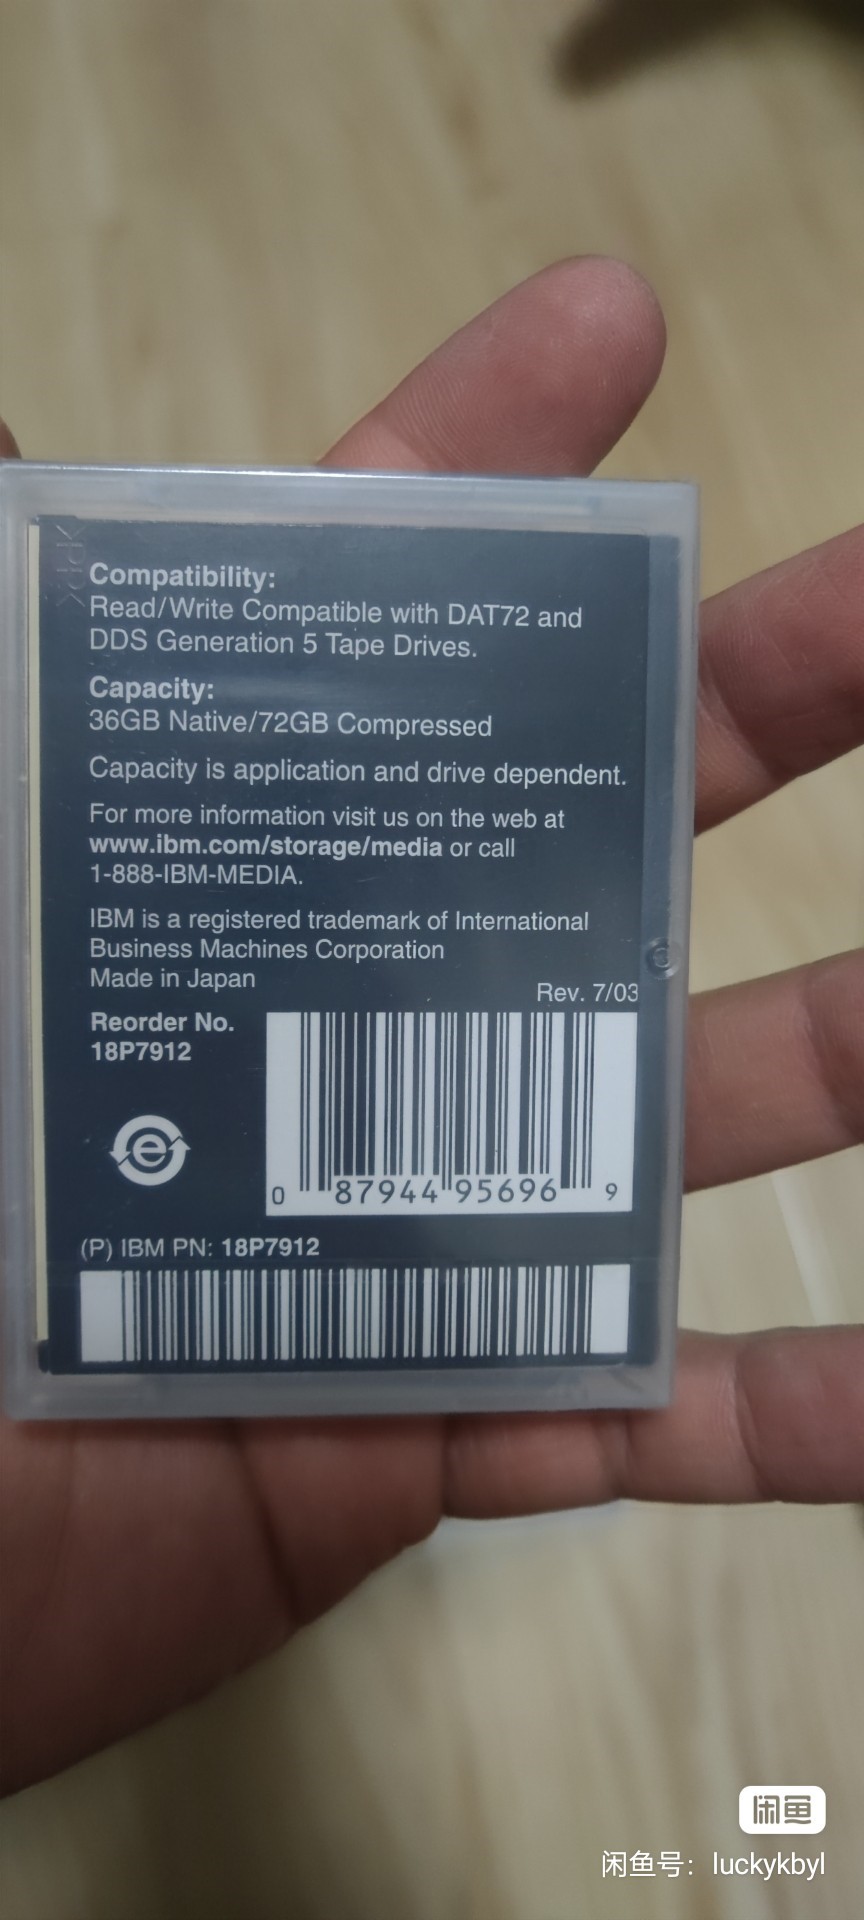 Compatibility:
Read/Write Compatible with DAT72 and
DDS Generation 5 Tape Drives.
Capacity:
36GB Native/72GB Compressed
Capacity is application and drive dependent.
For more information visit us on the web at
www.ibm.com/storage/media or call
1-888-IBM-MEDIA.
IBM is a registered trademark of International
Business Machines Corporation
Made in Japan
Rev. 7/03
Reorder No.
18P7912
e
0 87944 95696 9
(P) IBM PN: 18P7912
闲鱼
闲鱼号：luckykbyl